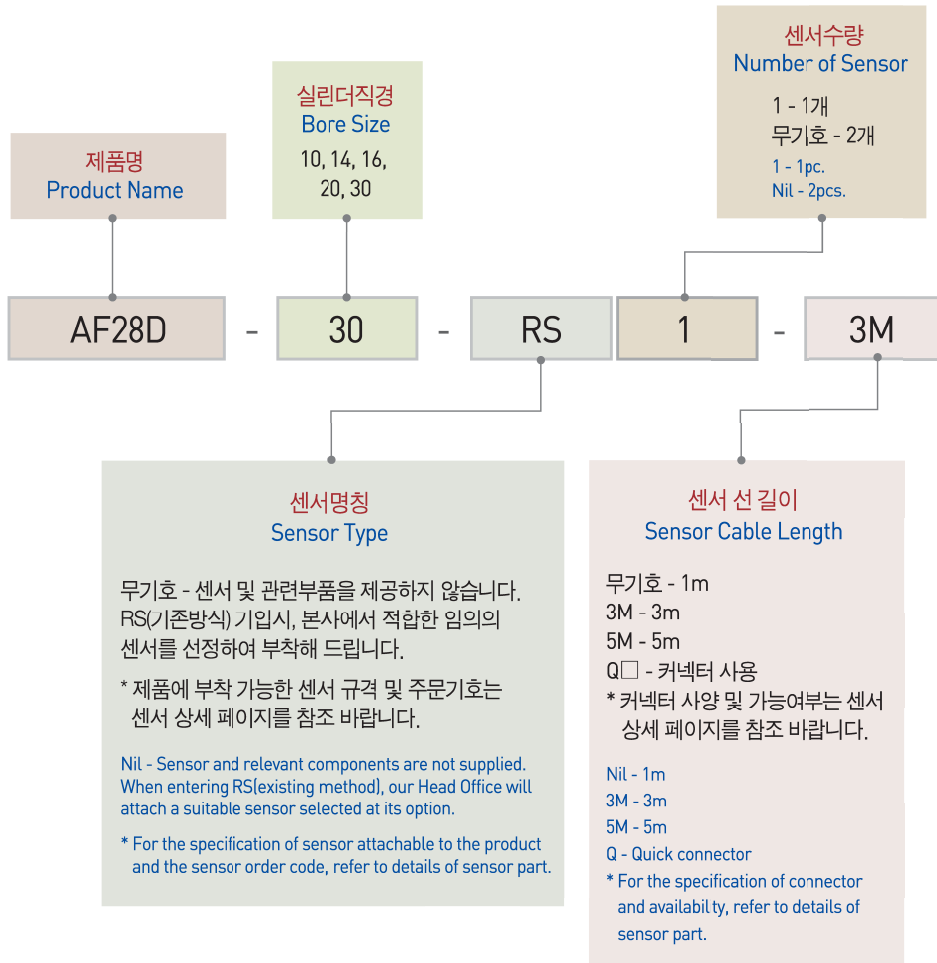 센서수량
Number of Sensor
1 - 1개
무기호 - 2개
1 - 1pc.
Nil - 2pcs.
실린더직경
Bore Size
10, 14, 16,
20, 30
제품명
Product Name
AF28D - 30 - RS 1 - 3M
센서명칭
Sensor Type
무기호 - 센서 및 관련부품을 제공하지 않습니다.
RS(기존방식) 기입시, 본사에서 적합한 임의의
센서를 선정하여 부착해 드립니다.
* 제품에 부착 가능한 센서 규격 및 주문기호는
센서 상세 페이지를 참조 바랍니다.
Nil - Sensor and relevant components are not supplied.
When entering RS(existing method), our Head Office will
attach a suitable sensor selected at its option.
* For the specification of sensor attachable to the product
and the sensor order code, refer to details of sensor part.
센서 선 길이
Sensor Cable Length
무기호 - 1m
3M - 3m
5M - 5m
Q□ - 커넥터 사용
* 커넥터 사양 및 가능여부는 센서
상세 페이지를 참조 바랍니다.
Nil - 1m
3M - 3m
5M - 5m
Q - Quick connector
* For the specification of connector
and availabilty, refer to details of
sensor part.